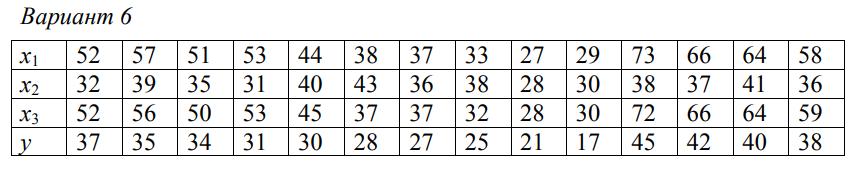 Вариант 6
x1 52 57 51 53 44 38 37 33 27 29 73 66 64 58
x2 32 39 35 31 40 43 36 38 28 30 38 37 41 36
x3 52 56 50 53 45 37 37 32 28 30 72 66 64 59
y 37 35 34 31 30 28 27 25 21 17 45 42 40 38